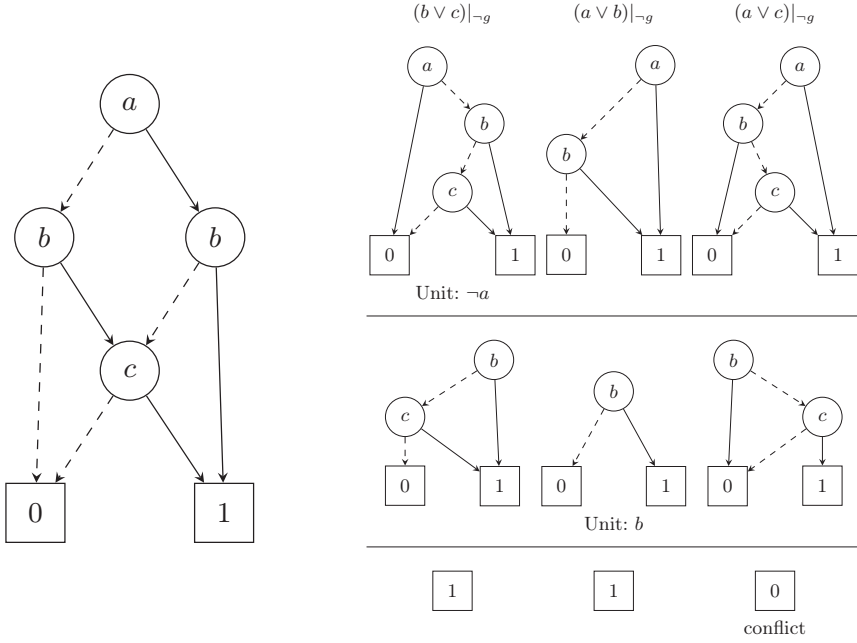 a
b b
c
0 1
(b ∨ c)|¬g (a ∨ b)|¬g (a ∨ c)|¬g
a a a
b b b
c c
0 1 0 1 0 1
Unit: ¬a
b b b
c c
0 1 0 1 0 1
Unit: b
1 1 0
conflict